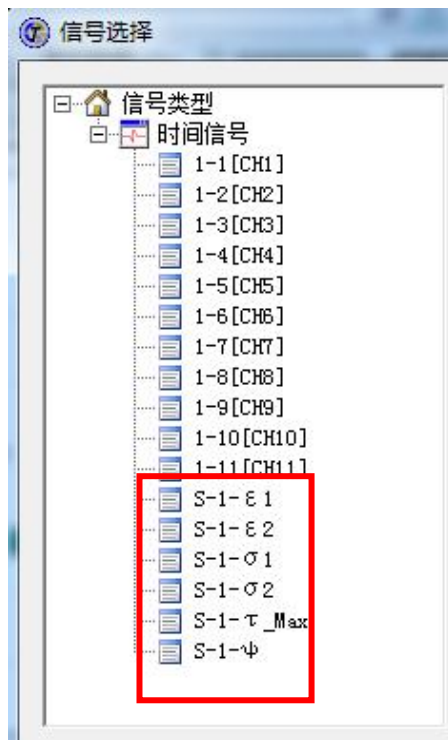 信号选择
信号类型
时间信号
1-1[CH1]
1-2[CH2]
1-3[CH3]
1-4[CH4]
1-5[CH5]
1-6[CH6]
1-7[CH7]
1-8[CH8]
1-9[CH9]
1-10[CH10]
1-11[CH11]
S-1-ε1
S-1-ε2
S-1-σ1
S-1-σ2
S-1-τ_Max
S-1-ψ